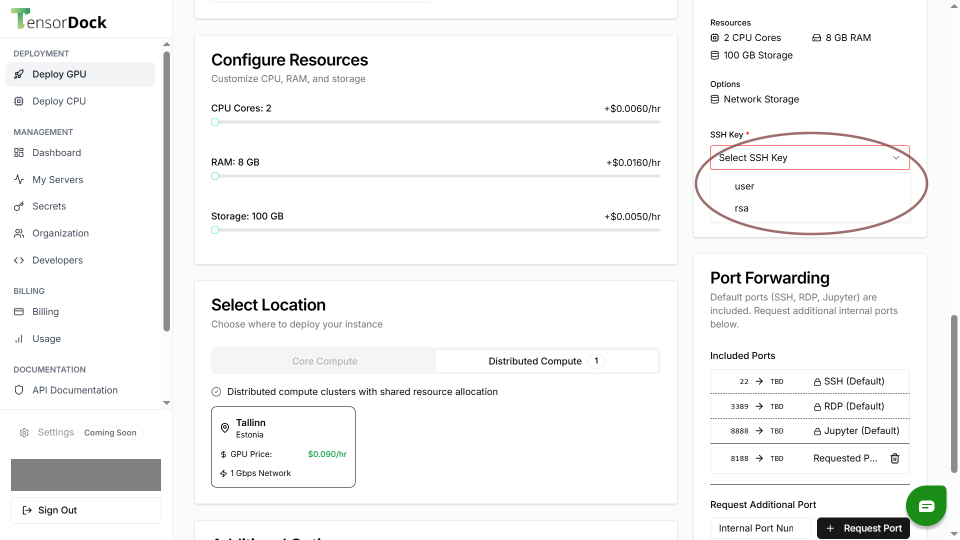 TensorDock
DEPLOYMENT
Deploy GPU
Deploy CPU
MANAGEMENT
Dashboard
My Servers
Secrets
Organization
Developers
BILLING
Billing
Usage
DOCUMENTATION
API Documentation
Settings Coming Soon
Sign Out
Configure Resources
Customize CPU, RAM, and storage
CPU Cores: 2 +$0.0060/hr
RAM: 8 GB +$0.0160/hr
Storage: 100 GB +$0.0050/hr
Select Location
Choose where to deploy your instance
Core Compute Distributed Compute 1
Distributed compute clusters with shared resource allocation
Tallinn
Estonia
GPU Price: $0.090/hr
1 Gbps Network
Resources
2 CPU Cores 8 GB RAM
100 GB Storage
Options
Network Storage
SSH Key *
Select SSH Key
user
rsa
Port Forwarding
Default ports (SSH, RDP, Jupyter) are
included. Request additional internal ports
below.
Included Ports
22 → TBD SSH (Default)
3389 → TBD RDP (Default)
8888 → TBD Jupyter (Default)
8188 → TBD Requested P...
Request Additional Port
Internal Port Nun + Request Port